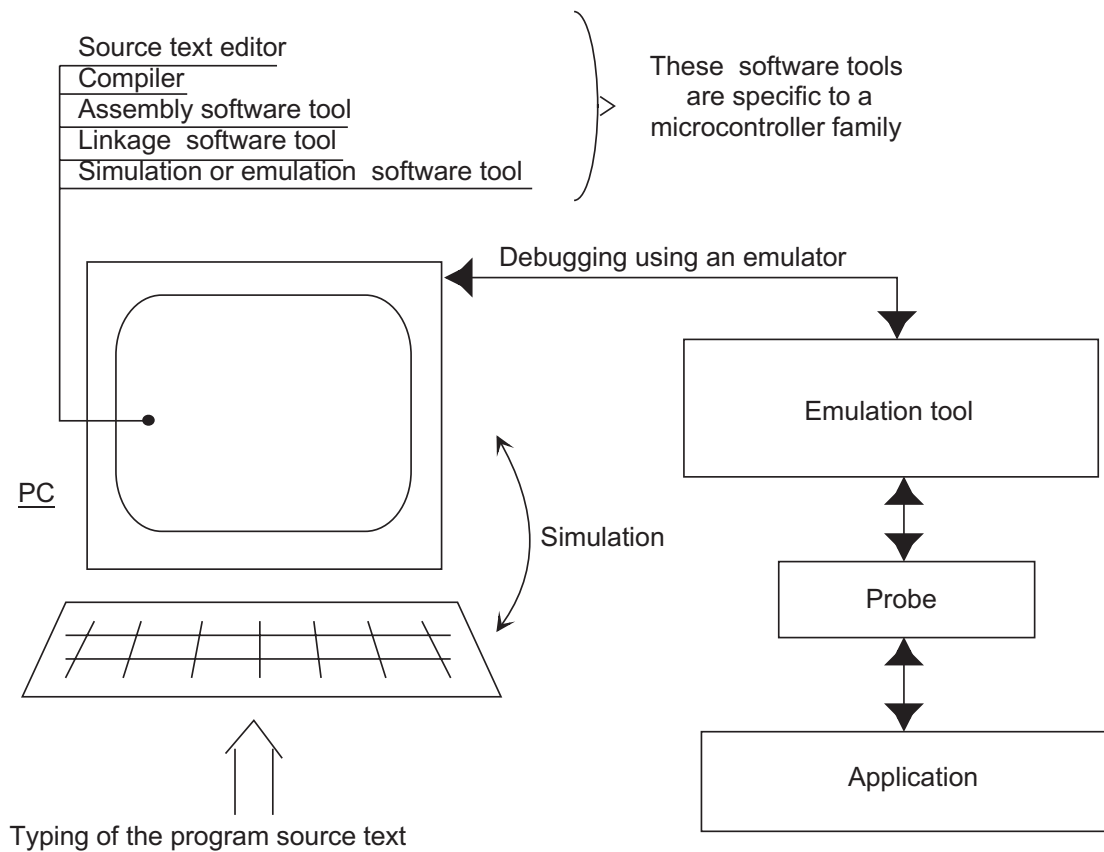 Source text editor
Compiler
Assembly software tool
Linkage software tool
Simulation or emulation software tool
These software tools
are specific to a
microcontroller family
Debugging using an emulator
Emulation tool
PC
Simulation
Probe
Application
Typing of the program source text